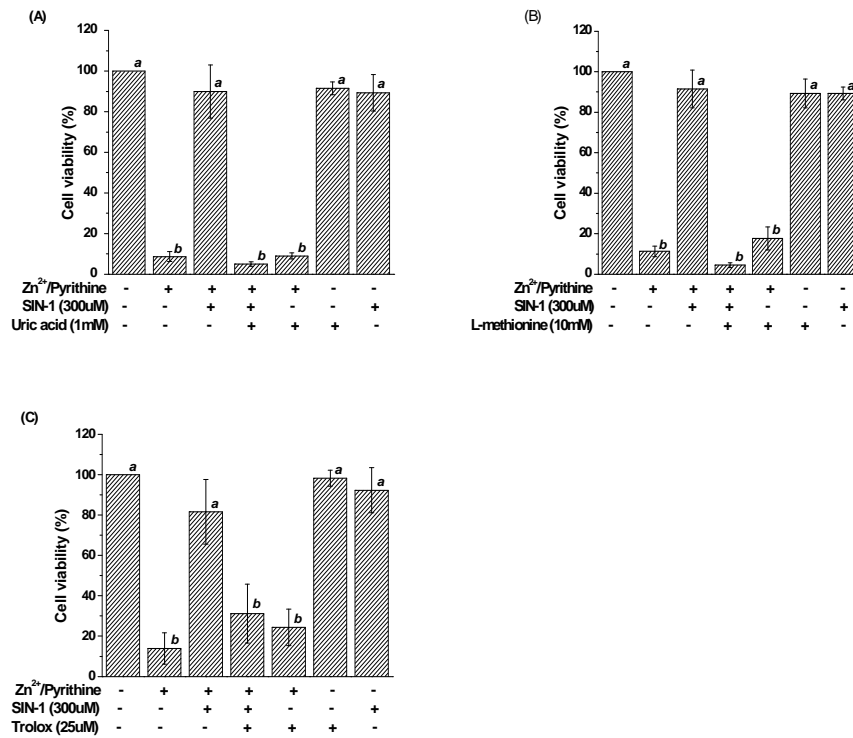 (A)
120
100
80
60
40
20
0
Cell viability (%)
a b a b b a a
Zn2+/Pyrithine - + + + + - -
SIN-1 (300uM) - - + + - - +
Uric acid (1mM) - - - + + + -
(B)
120
100
80
60
40
20
0
Cell viability (%)
a b a b b a a
Zn2+/Pyrithine - + + + + - -
SIN-1 (300uM) - - + + - - +
L-methionine (10mM) - - - + + + -
(C)
120
100
80
60
40
20
0
Cell viability (%)
a b a b b a a
Zn2+/Pyrithine - + + + + - -
SIN-1 (300uM) - - + + - - +
Trolox (25uM) - - - + + + -